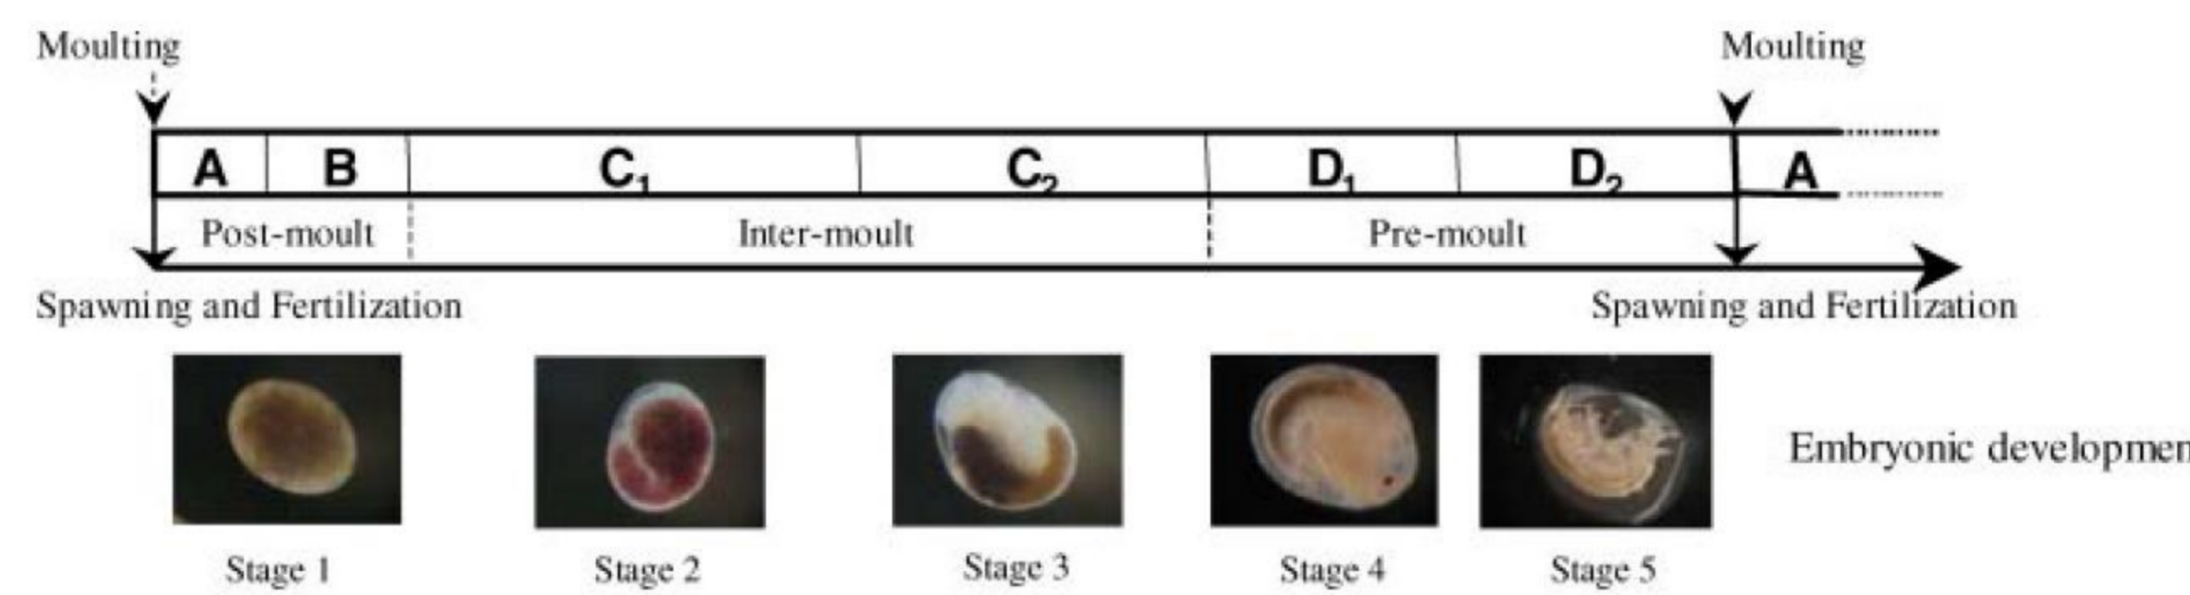 Moulting Moulting
A B C₁ C₂ D₁ D₂ A
Post-moult Inter-moult Pre-moult
Spawning and Fertilization Spawning and Fertilization
Embryonic developmen
Stage 1 Stage 2 Stage 3 Stage 4 Stage 5